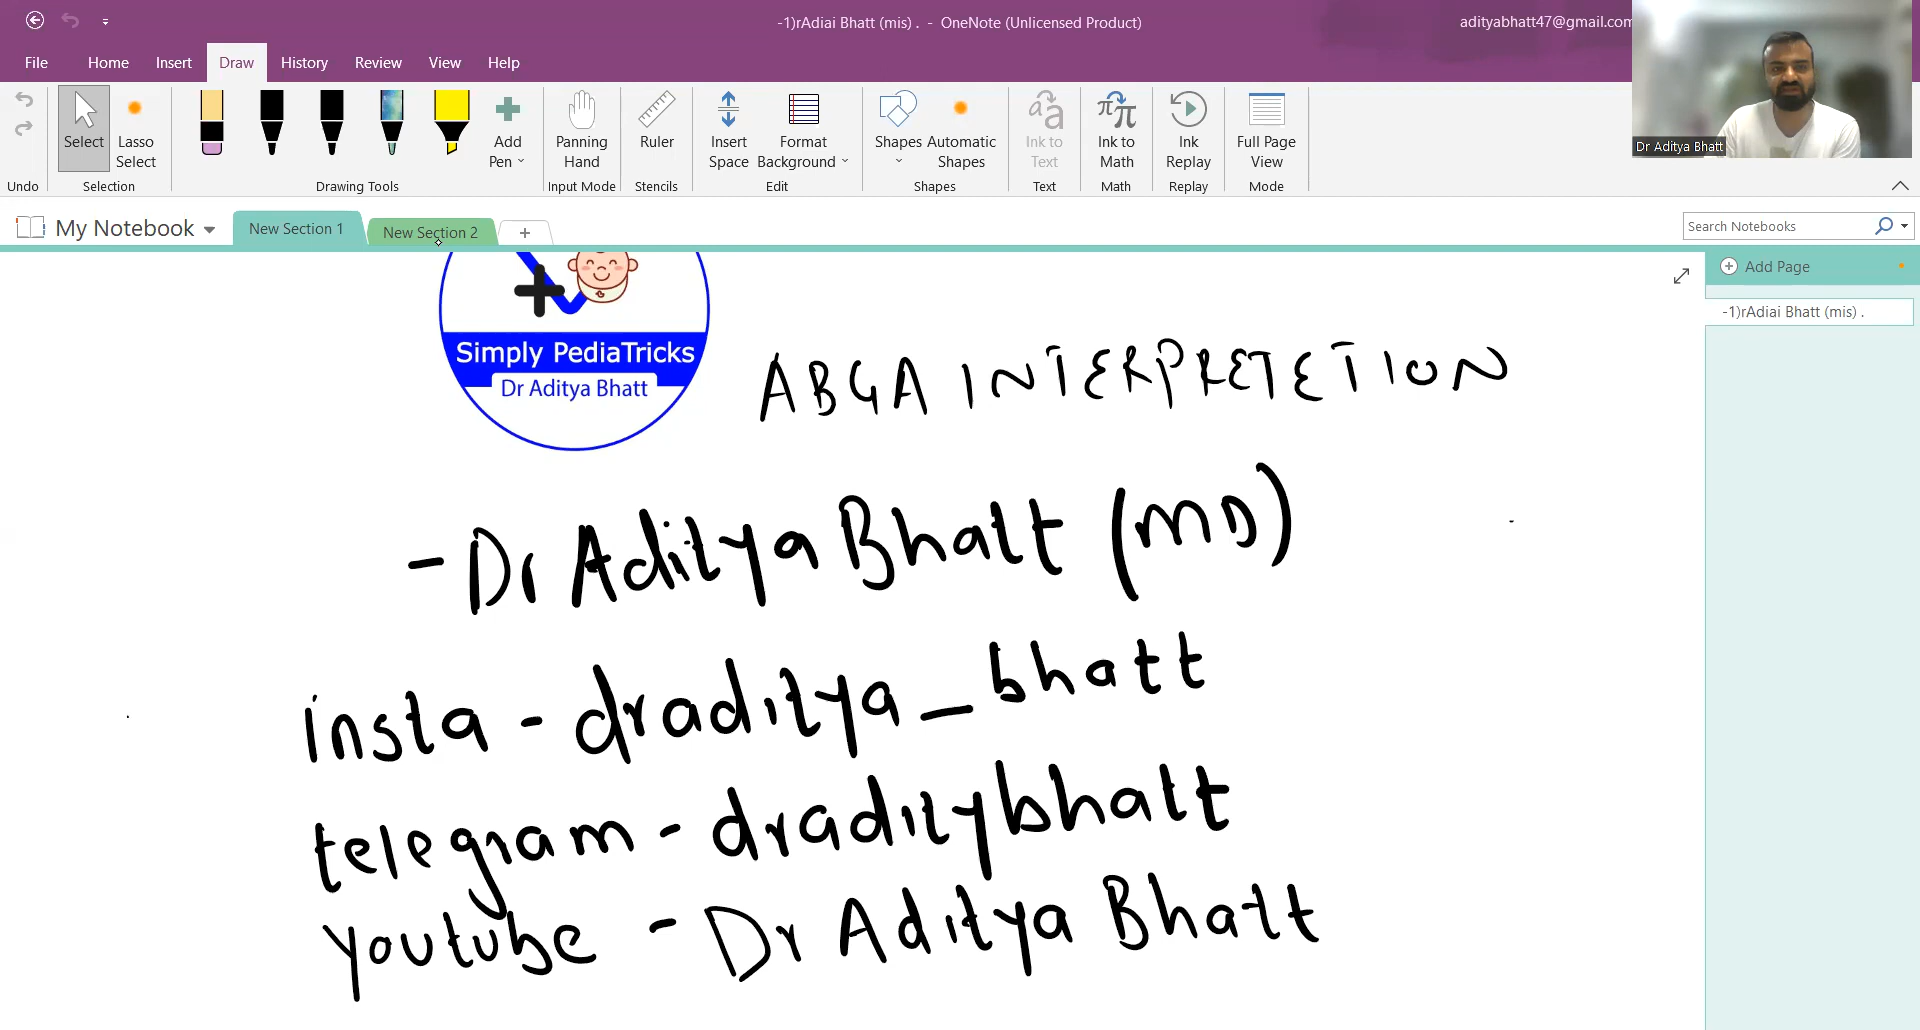 -1)rAdiai Bhatt (mis) . - OneNote (Unlicensed Product)
adityabhatt47@gmail.com
File Home Insert Draw History Review View Help
Select
Lasso Select
Add Pen
Panning Hand
Ruler
Insert Space
Format Background
Shapes
Automatic Shapes
Ink to Text
Ink to Math
Ink Replay
Full Page View
Dr Aditya Bhatt
Undo Selection Drawing Tools Input Mode Stencils Edit Shapes Text Math Replay Mode
My Notebook New Section 1 New Section 2 + Search Notebooks
Add Page
-1)rAdiai Bhatt (mis) .
Simply PediaTricks
Dr Aditya Bhatt
ABGA INTERPRETETION
- Dr Aditya Bhatt (MD)
insta - draditya_bhatt
telegram - draditybhatt
youtube - Dr Aditya Bhatt